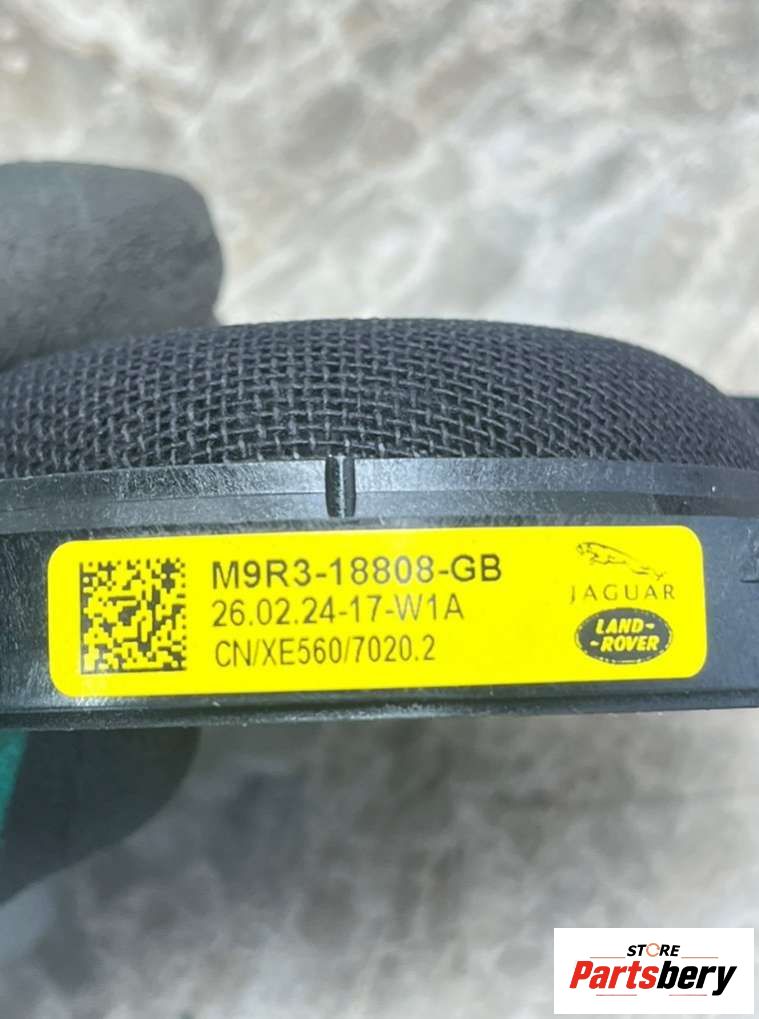 M9R3-18808-GB
26.02.24-17-W1A
CN/XE560/7020.2
JAGUAR
LAND-
-ROVER
STORE
Partsbery